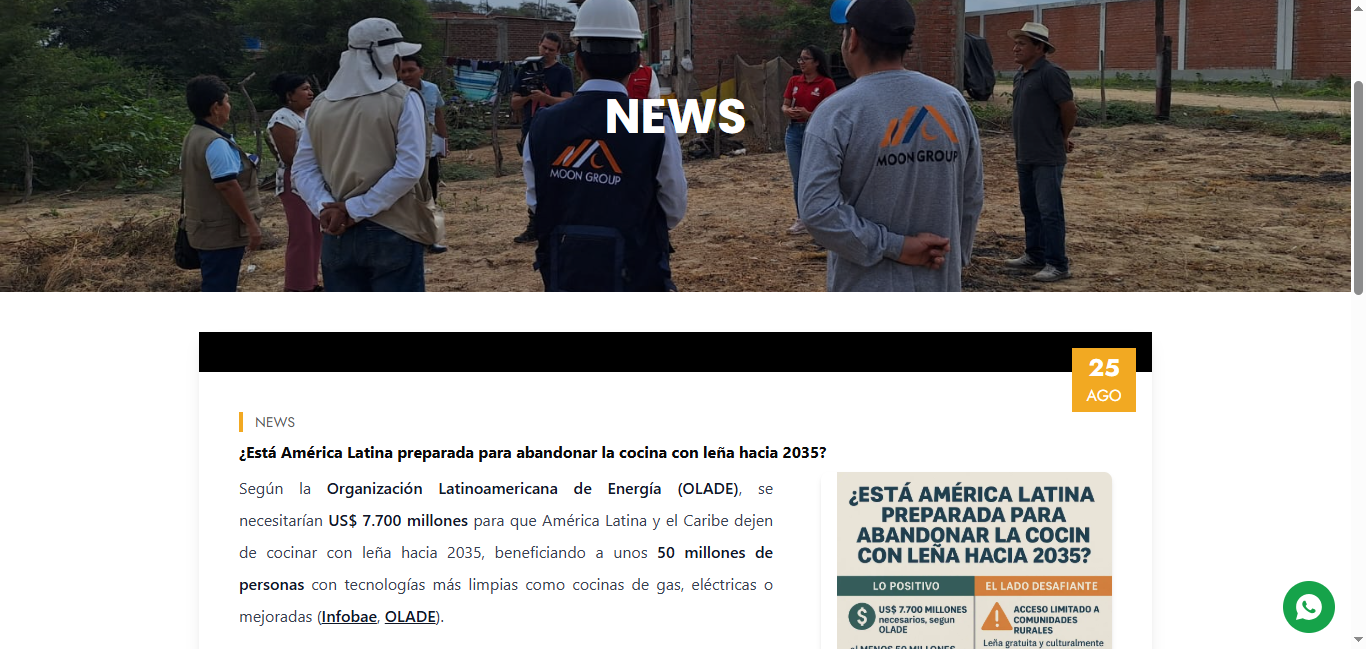 NEWS
MOON GROUP
MOON GROUP
25
AGO
NEWS
¿Está América Latina preparada para abandonar la cocina con leña hacia 2035?
Según la Organización Latinoamericana de Energía (OLADE), se
necesitarían US$ 7.700 millones para que América Latina y el Caribe dejen
de cocinar con leña hacia 2035, beneficiando a unos 50 millones de
personas con tecnologías más limpias como cocinas de gas, eléctricas o
mejoradas (Infobae, OLADE).
¿ESTÁ AMÉRICA LATINA
PREPARADA PARA
ABANDONAR LA COCIN
CON LEÑA HACIA 2035?
LO POSITIVO
EL LADO DESAFIANTE
$
US$ 7.700 MILLONES
necesarios, segun
OLADE
ACCESO LIMITADO A
COMUNIDADES
RURALES
MENOS 50 MILLONES
Leña gratuita y culturalmente